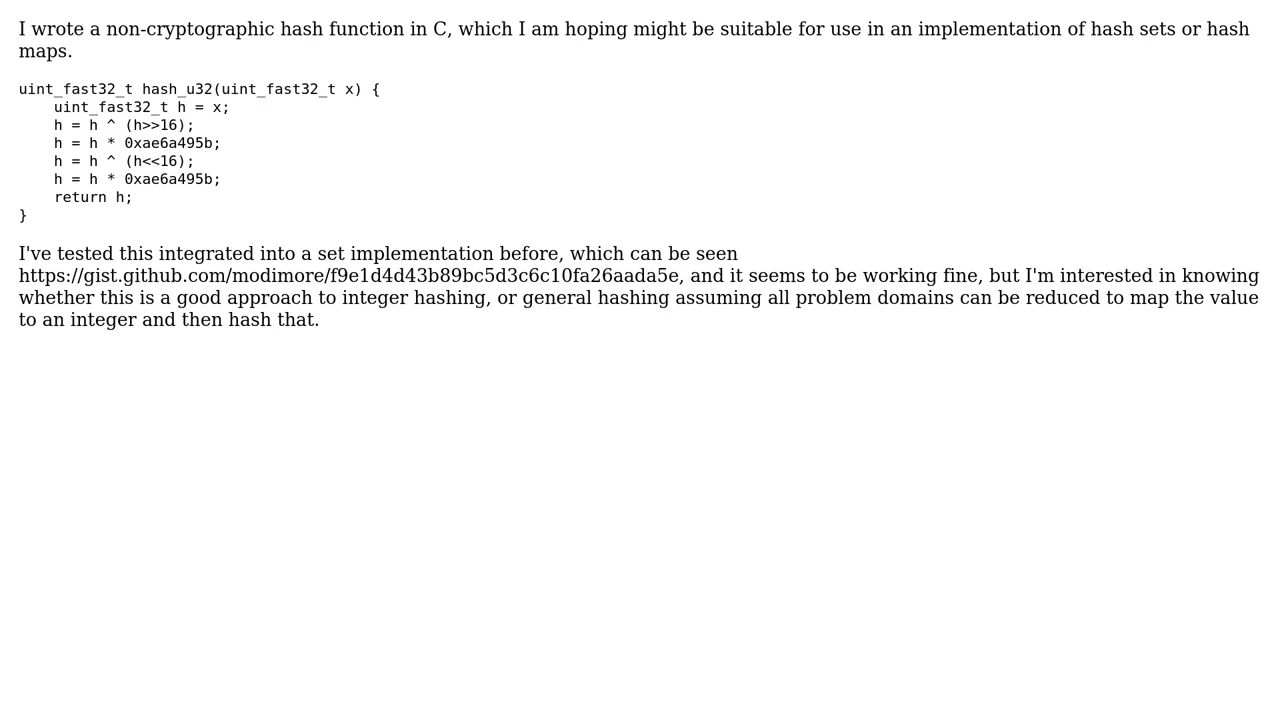 I wrote a non-cryptographic hash function in C, which I am hoping might be suitable for use in an implementation of hash sets or hash
maps.
uint_fast32_t hash_u32(uint_fast32_t x) {
    uint_fast32_t h = x;
    h = h ^ (h>>16);
    h = h * 0xae6a495b;
    h = h ^ (h<<16);
    h = h * 0xae6a495b;
    return h;
}
I've tested this integrated into a set implementation before, which can be seen
https://gist.github.com/modimore/f9e1d4d43b89bc5d3c6c10fa26aada5e, and it seems to be working fine, but I'm interested in knowing
whether this is a good approach to integer hashing, or general hashing assuming all problem domains can be reduced to map the value
to an integer and then hash that.